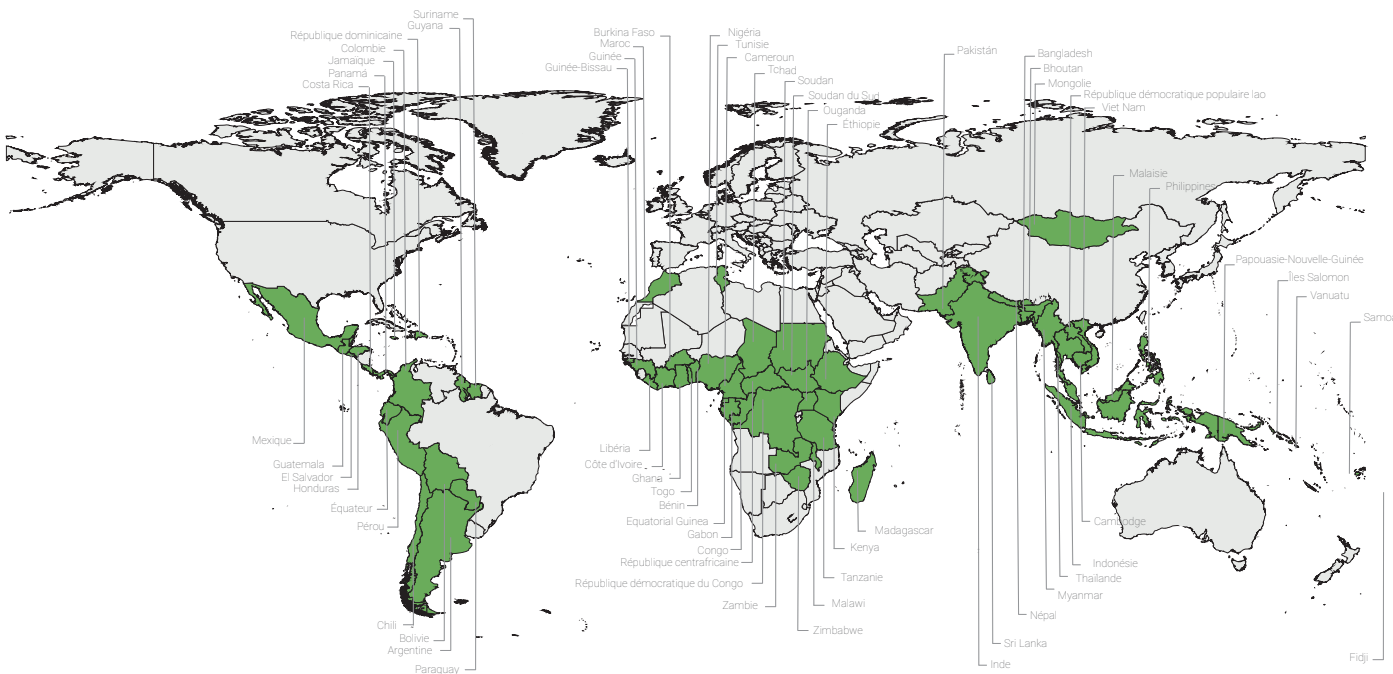 Suriname
Guyana
République dominicaine
Colombie
Jamaïque
Panamá
Costa Rica
Burkina Faso
Maroc
Guinée
Guinée-Bissau
Nigéria
Tunisie
Cameroun
Tchad
Soudan
Soudan du Sud
Ouganda
Éthiopie
Pakistán
Bangladesh
Bhoutan
Mongolie
République démocratique populaire lao
Viet Nam
Malaisie
Philippines
Papouasie-Nouvelle-Guinée
Îles Salomon
Vanuatu
Samoa
Mexique
Guatemala
El Salvador
Honduras
Équateur
Pérou
Chili
Bolivie
Argentine
Paraguay
Libéria
Côte d'Ivoire
Ghana
Togo
Bénin
Equatorial Guinea
Gabon
Congo
République centrafricaine
République démocratique du Congo
Zambie
Zimbabwe
Malawi
Tanzanie
Kenya
Madagascar
Cambodge
Indonésie
Thaïlande
Myanmar
Népal
Sri Lanka
Inde
Fidji